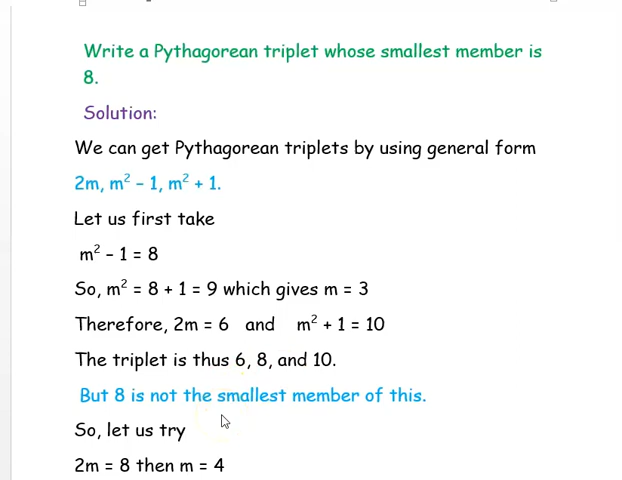 Write a Pythagorean triplet whose smallest member is
8.
Solution:
We can get Pythagorean triplets by using general form
2m, m² – 1, m² + 1.
Let us first take
m² – 1 = 8
So, m² = 8 + 1 = 9 which gives m = 3
Therefore, 2m = 6 and m² + 1 = 10
The triplet is thus 6, 8, and 10.
But 8 is not the smallest member of this.
So, let us try
2m = 8 then m = 4